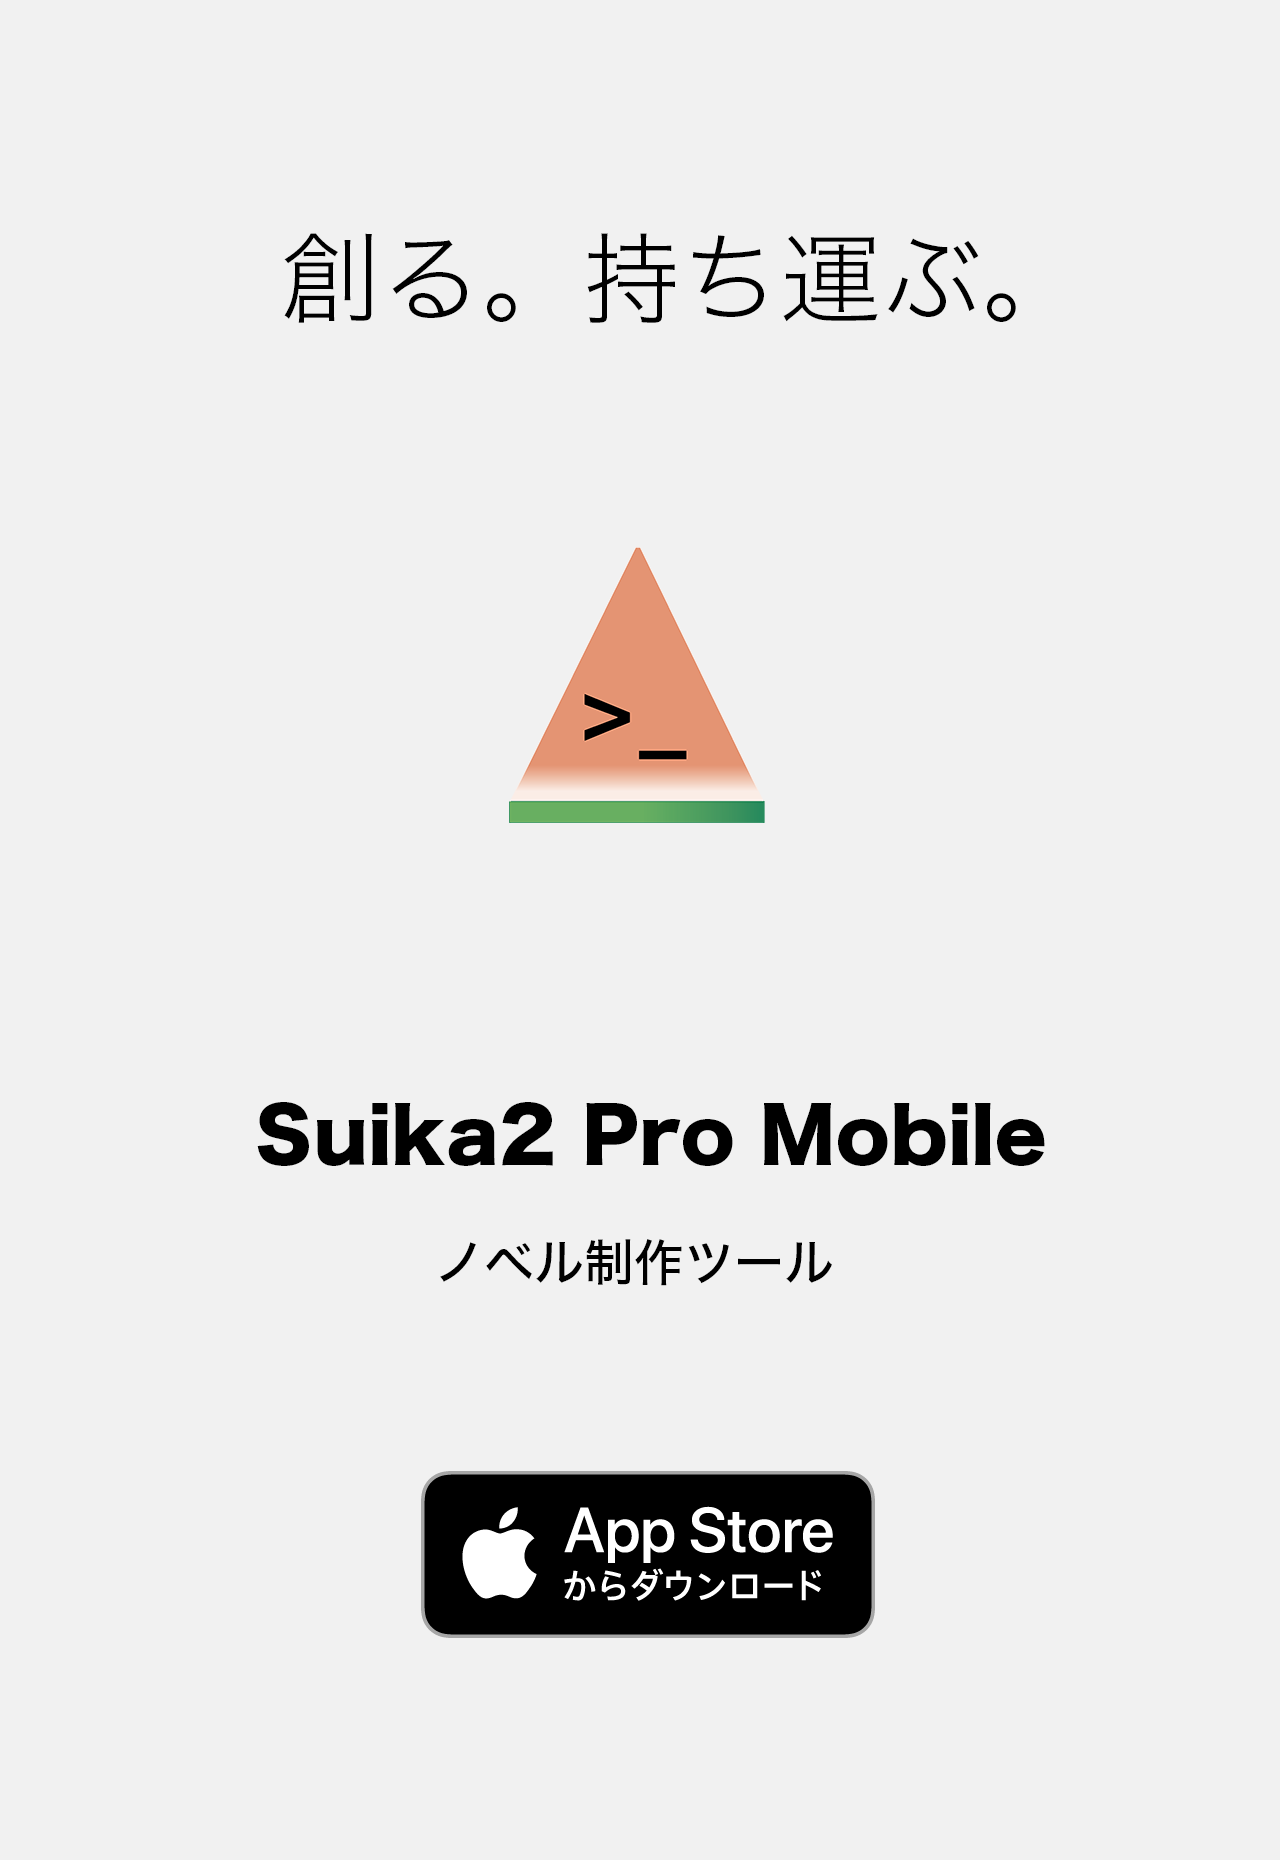 創る。持ち運ぶ。
>_
Suika2 Pro Mobile
ノベル制作ツール
App Store
からダウンロード